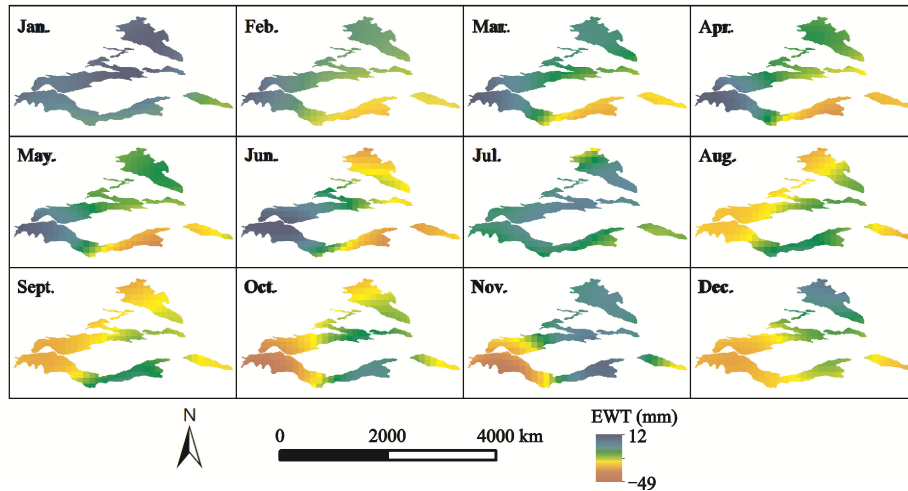 Jan.
Feb.
Mar.
Apr.
May.
Jun.
Jul.
Aug.
Sept.
Oct.
Nov.
Dec.
N
0 2000 4000 km
EWT (mm)
12
−49